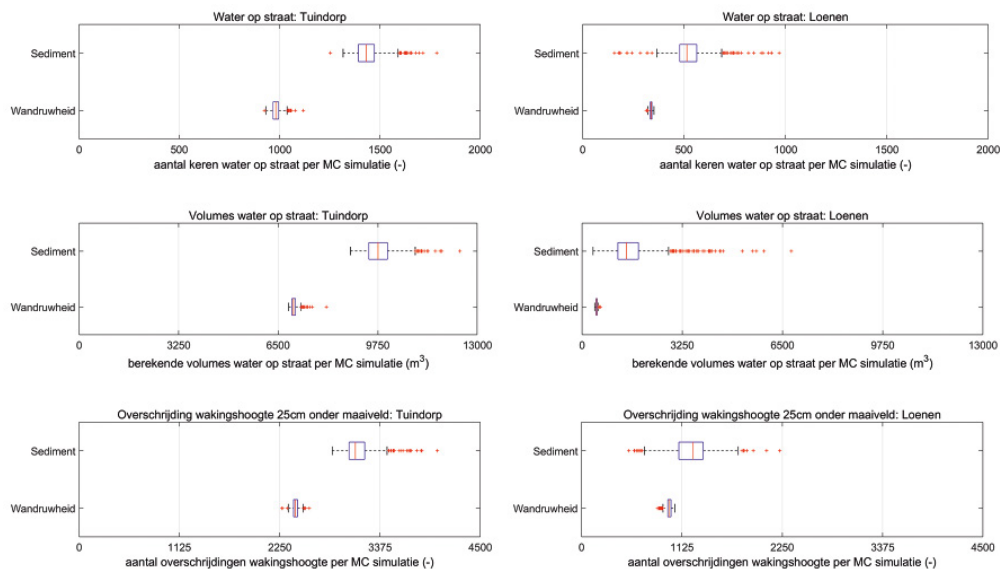 Water op straat: Tuindorp
Sediment
Wandruwheid
0 500 1000 1500 2000
aantal keren water op straat per MC simulatie (-)
Water op straat: Loenen
Sediment
Wandruwheid
0 500 1000 1500 2000
aantal keren water op straat per MC simulatie (-)
Volumes water op straat: Tuindorp
Sediment
Wandruwheid
0 3250 6500 9750 13000
berekende volumes water op straat per MC simulatie (m³)
Volumes water op straat: Loenen
Sediment
Wandruwheid
0 3250 6500 9750 13000
berekende volumes water op straat per MC simulatie (m³)
Overschrijding wakingshoogte 25cm onder maaiveld: Tuindorp
Sediment
Wandruwheid
0 1125 2250 3375 4500
aantal overschrijdingen wakingshoogte per MC simulatie (-)
Overschrijding wakingshoogte 25cm onder maaiveld: Loenen
Sediment
Wandruwheid
0 1125 2250 3375 4500
aantal overschrijdingen wakingshoogte per MC simulatie (-)